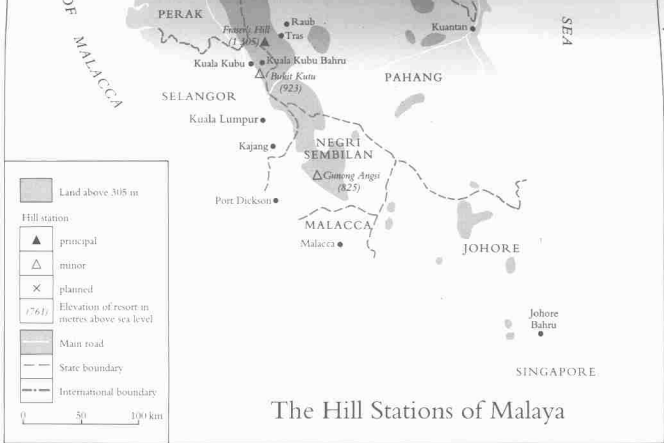 OF
MALACCA
PERAK
Fraser's Hill
(1 305)
Raub
Tras
Kuantan
SEA
Kuala Kubu
Kuala Kubu Bahru
Bukit Kutu
(923)
PAHANG
SELANGOR
Kuala Lumpur
Kajang
NEGRI
SEMBILAN
Gunong Angsi
(825)
Port Dickson
MALACCA
Malacca
JOHORE
Johore
Bahru
SINGAPORE
Land above 305 m
Hill station
principal
minor
planned
(761)
Elevation of resort in
metres above sea level
Main road
State boundary
International boundary
0 50 100 km
The Hill Stations of Malaya